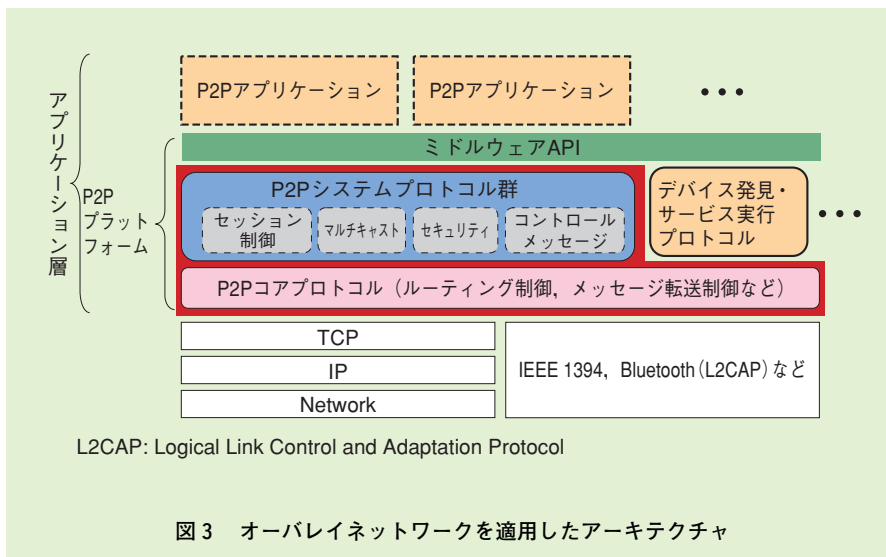 P2Pアプリケーション
P2Pアプリケーション
・・・
アプリケーション層
P2P
プラット
フォーム
ミドルウェアAPI
P2Pシステムプロトコル群
セッション
制御
マルチキャスト
セキュリティ
コントロール
メッセージ
デバイス発見・
サービス実行
プロトコル
・・・
P2Pコアプロトコル(ルーティング制御,メッセージ転送制御など)
TCP
IP
Network
IEEE 1394,Bluetooth(L2CAP)など
L2CAP: Logical Link Control and Adaptation Protocol
図3 オーバレイネットワークを適用したアーキテクチャ